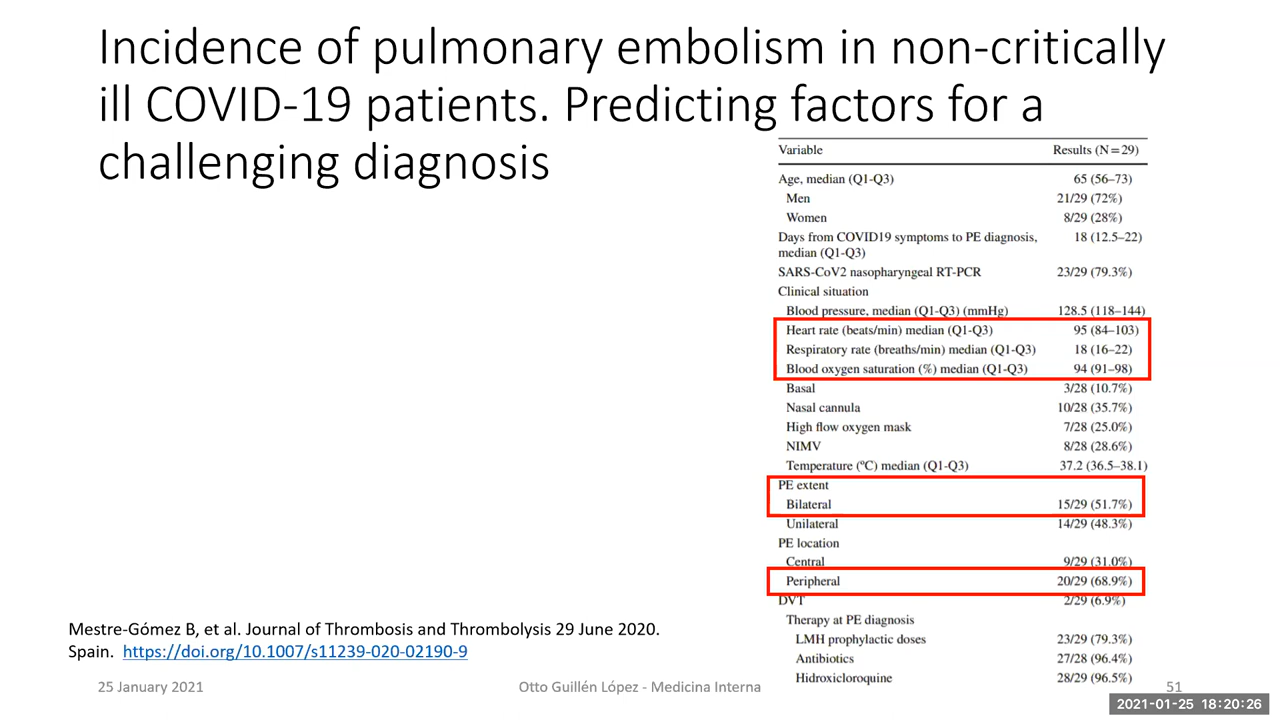 Incidence of pulmonary embolism in non-critically
ill COVID-19 patients. Predicting factors for a
challenging diagnosis
Variable Results (N=29)
Age, median (Q1-Q3) 65 (56–73)
Men 21/29 (72%)
Women 8/29 (28%)
Days from COVID19 symptoms to PE diagnosis, 18 (12.5–22)
median (Q1-Q3)
SARS-CoV2 nasopharyngeal RT-PCR 23/29 (79.3%)
Clinical situation
Blood pressure, median (Q1-Q3) (mmHg) 128.5 (118–144)
Heart rate (beats/min) median (Q1-Q3) 95 (84–103)
Respiratory rate (breaths/min) median (Q1-Q3) 18 (16–22)
Blood oxygen saturation (%) median (Q1-Q3) 94 (91–98)
Basal 3/28 (10.7%)
Nasal cannula 10/28 (35.7%)
High flow oxygen mask 7/28 (25.0%)
NIMV 8/28 (28.6%)
Temperature (ºC) median (Q1-Q3) 37.2 (36.5–38.1)
PE extent
Bilateral 15/29 (51.7%)
Unilateral 14/29 (48.3%)
PE location
Central 9/29 (31.0%)
Peripheral 20/29 (68.9%)
DVT 2/29 (6.9%)
Therapy at PE diagnosis
LMH prophylactic doses 23/29 (79.3%)
Antibiotics 27/28 (96.4%)
Hidroxicloroquine 28/29 (96.5%)
Mestre-Gómez B, et al. Journal of Thrombosis and Thrombolysis 29 June 2020.
Spain. https://doi.org/10.1007/s11239-020-02190-9
25 January 2021 Otto Guillén López - Medicina Interna 51
2021-01-25 18:20:26